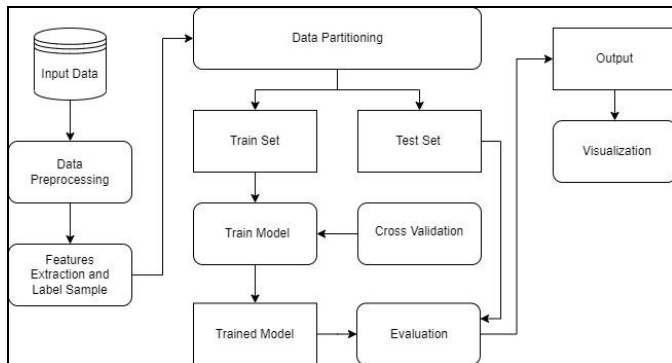 Input Data
Data
Preprocessing
Features
Extraction and
Label Sample
Data Partitioning
Train Set
Test Set
Train Model
Cross Validation
Trained Model
Evaluation
Output
Visualization